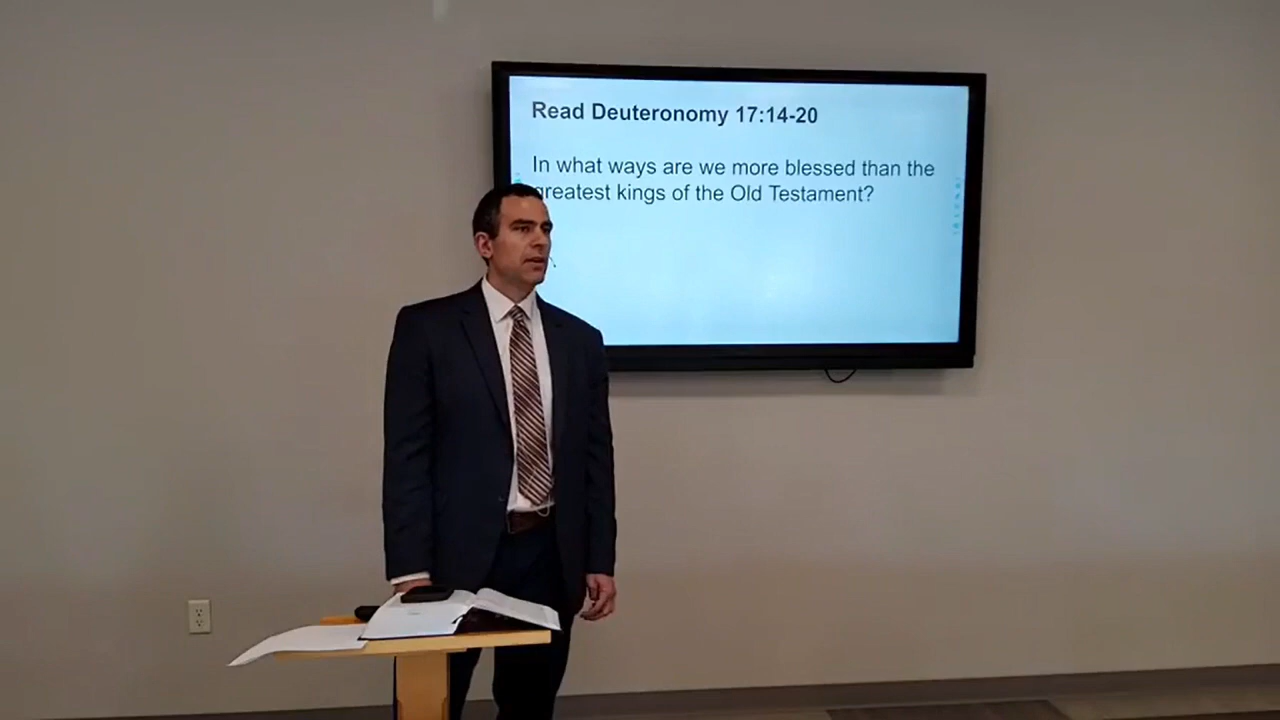 Read Deuteronomy 17:14-20
In what ways are we more blessed than the
greatest kings of the Old Testament?